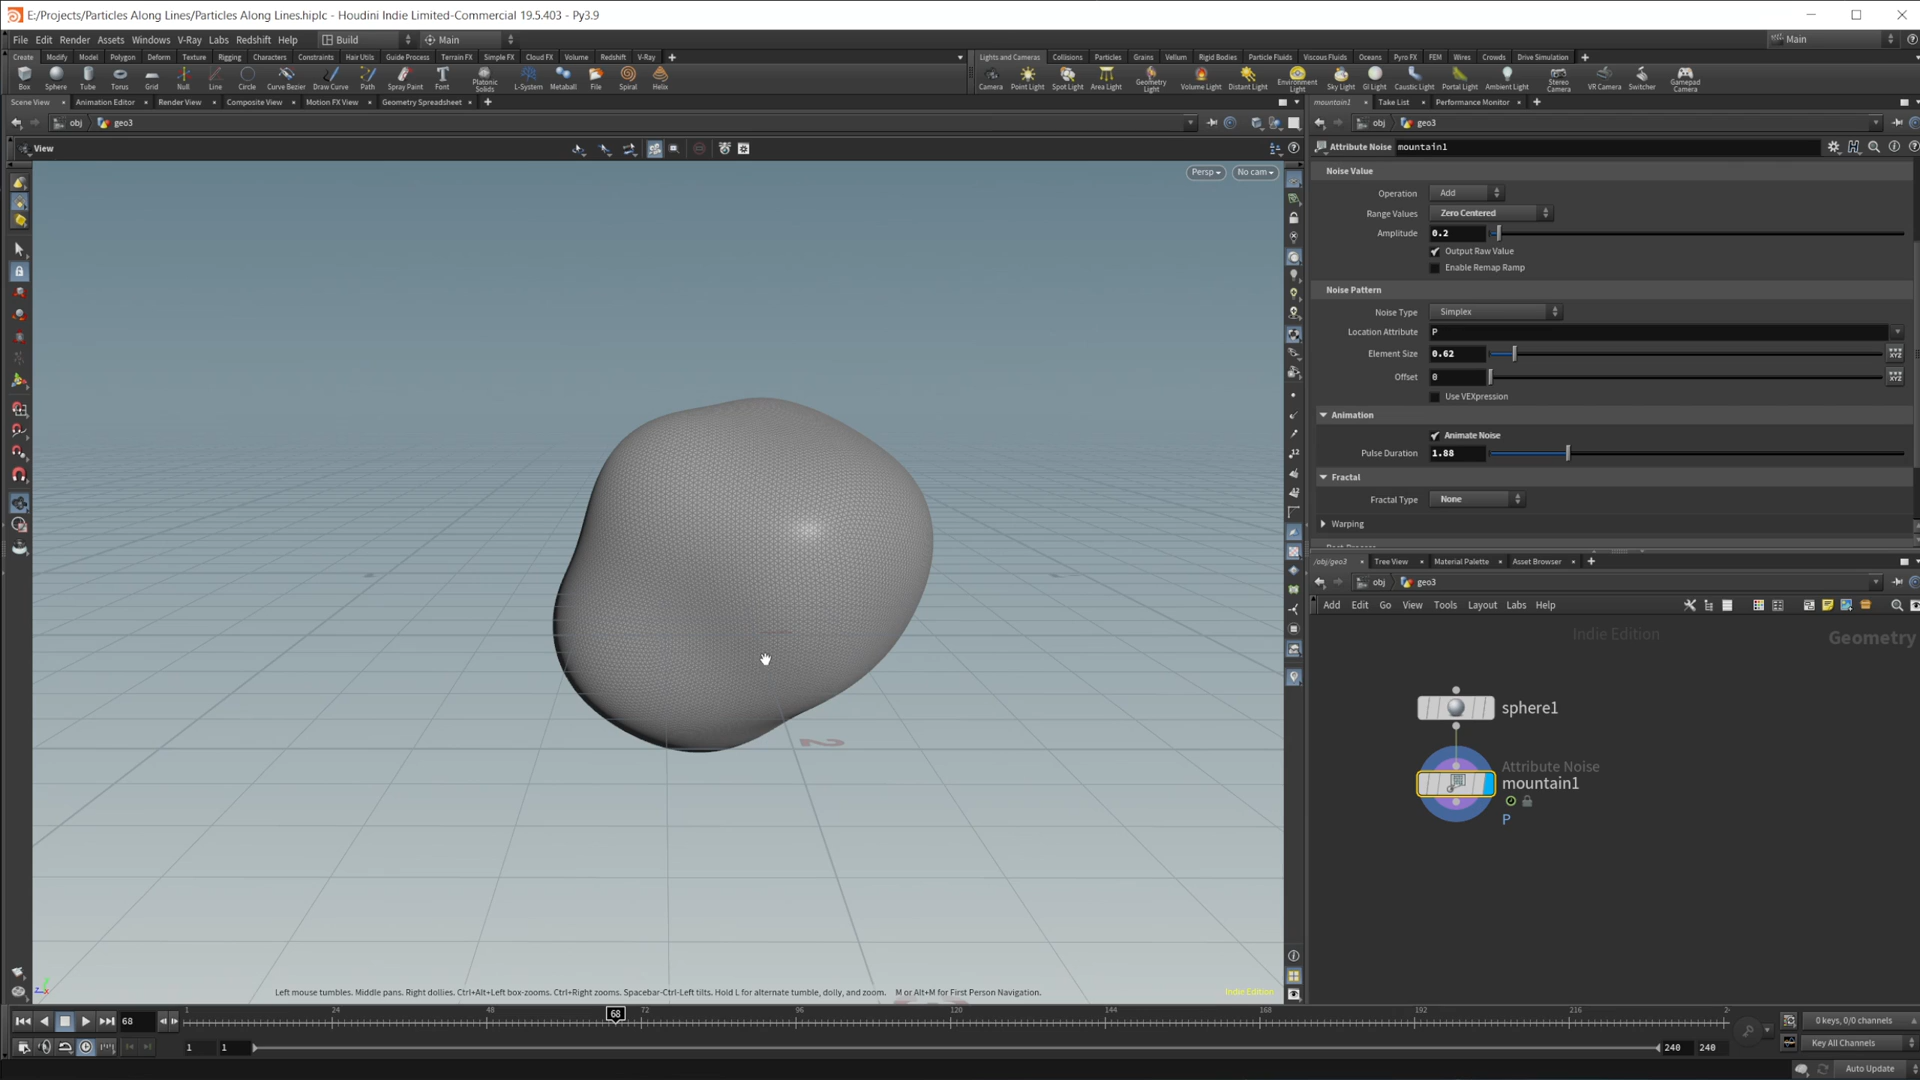 E:/Projects/Particles Along Lines/Particles Along Lines.hiplc - Houdini Indie Limited-Commercial 19.5.403 - Py3.9
File Edit Render Assets Windows V-Ray Labs Redshift Help Build Main Main
Create Modify Model Polygon Deform Texture Rigging Characters Constraints Hair Utils Guide Process Terrain FX Simple FX Cloud FX Volume Redshift V-Ray
Lights and Cameras Collisions Particles Grains Vellum Rigid Bodies Particle Fluids Viscous Fluids Oceans Pyro FX FEM Wires Crowds Drive Simulation
Box Sphere Tube Torus Grid Null Line Circle Curve Bezier Draw Curve Path Spray Paint Font Platonic Solids L-System Metaball File Spiral Helix
Camera Point Light Spot Light Area Light Geometry Light Volume Light Distant Light Environment Light Sky Light GI Light Caustic Light Portal Light Ambient Light Stereo Camera VR Camera Switcher Gamepad Camera
Scene View Animation Editor Render View Composite View Motion FX View Geometry Spreadsheet
mountain1 Take List Performance Monitor
obj geo3
obj geo3
View
Attribute Noise mountain1
Persp No cam
Noise Value
Operation Add
Range Values Zero Centered
Amplitude 0.2
Output Raw Value
Enable Remap Ramp
Noise Pattern
Noise Type Simplex
Location Attribute P
Element Size 0.62
Offset 0
Use VEXpression
Animation
Animate Noise
Pulse Duration 1.88
Fractal
Fractal Type None
Warping
/obj/geo3 Tree View Material Palette Asset Browser
obj geo3
Add Edit Go View Tools Layout Labs Help
Indie Edition Geometry
sphere1
Attribute Noise
mountain1
P
2
Left mouse tumbles. Middle pans. Right dollies. Ctrl+Alt+Left box-zooms. Ctrl+Right zooms. Spacebar-Ctrl-Left tilts. Hold L for alternate tumble, dolly, and zoom. M or Alt+M for First Person Navigation.
Indie Edition
68 1 24 48 68 72 96 120 144 168 192 216
0 keys, 0/0 channels
1 1 240 240
Key All Channels
Auto Update